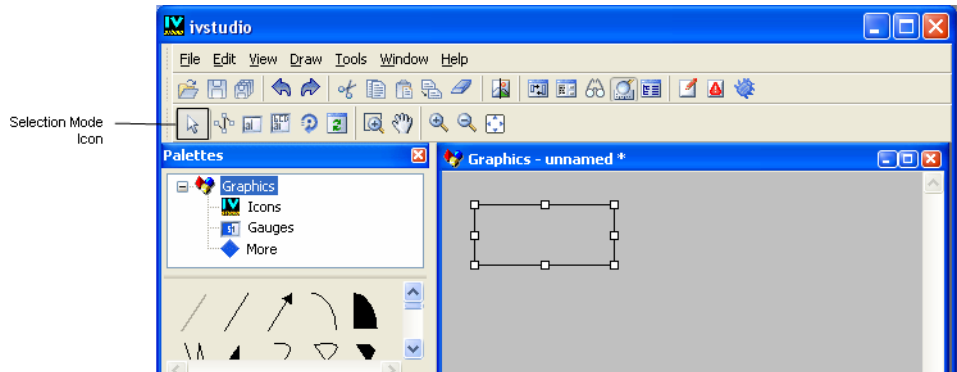 ivstudio
File Edit View Draw Tools Window Help
Selection Mode
Icon
Palettes
Graphics - unnamed *
Graphics
Icons
Gauges
More